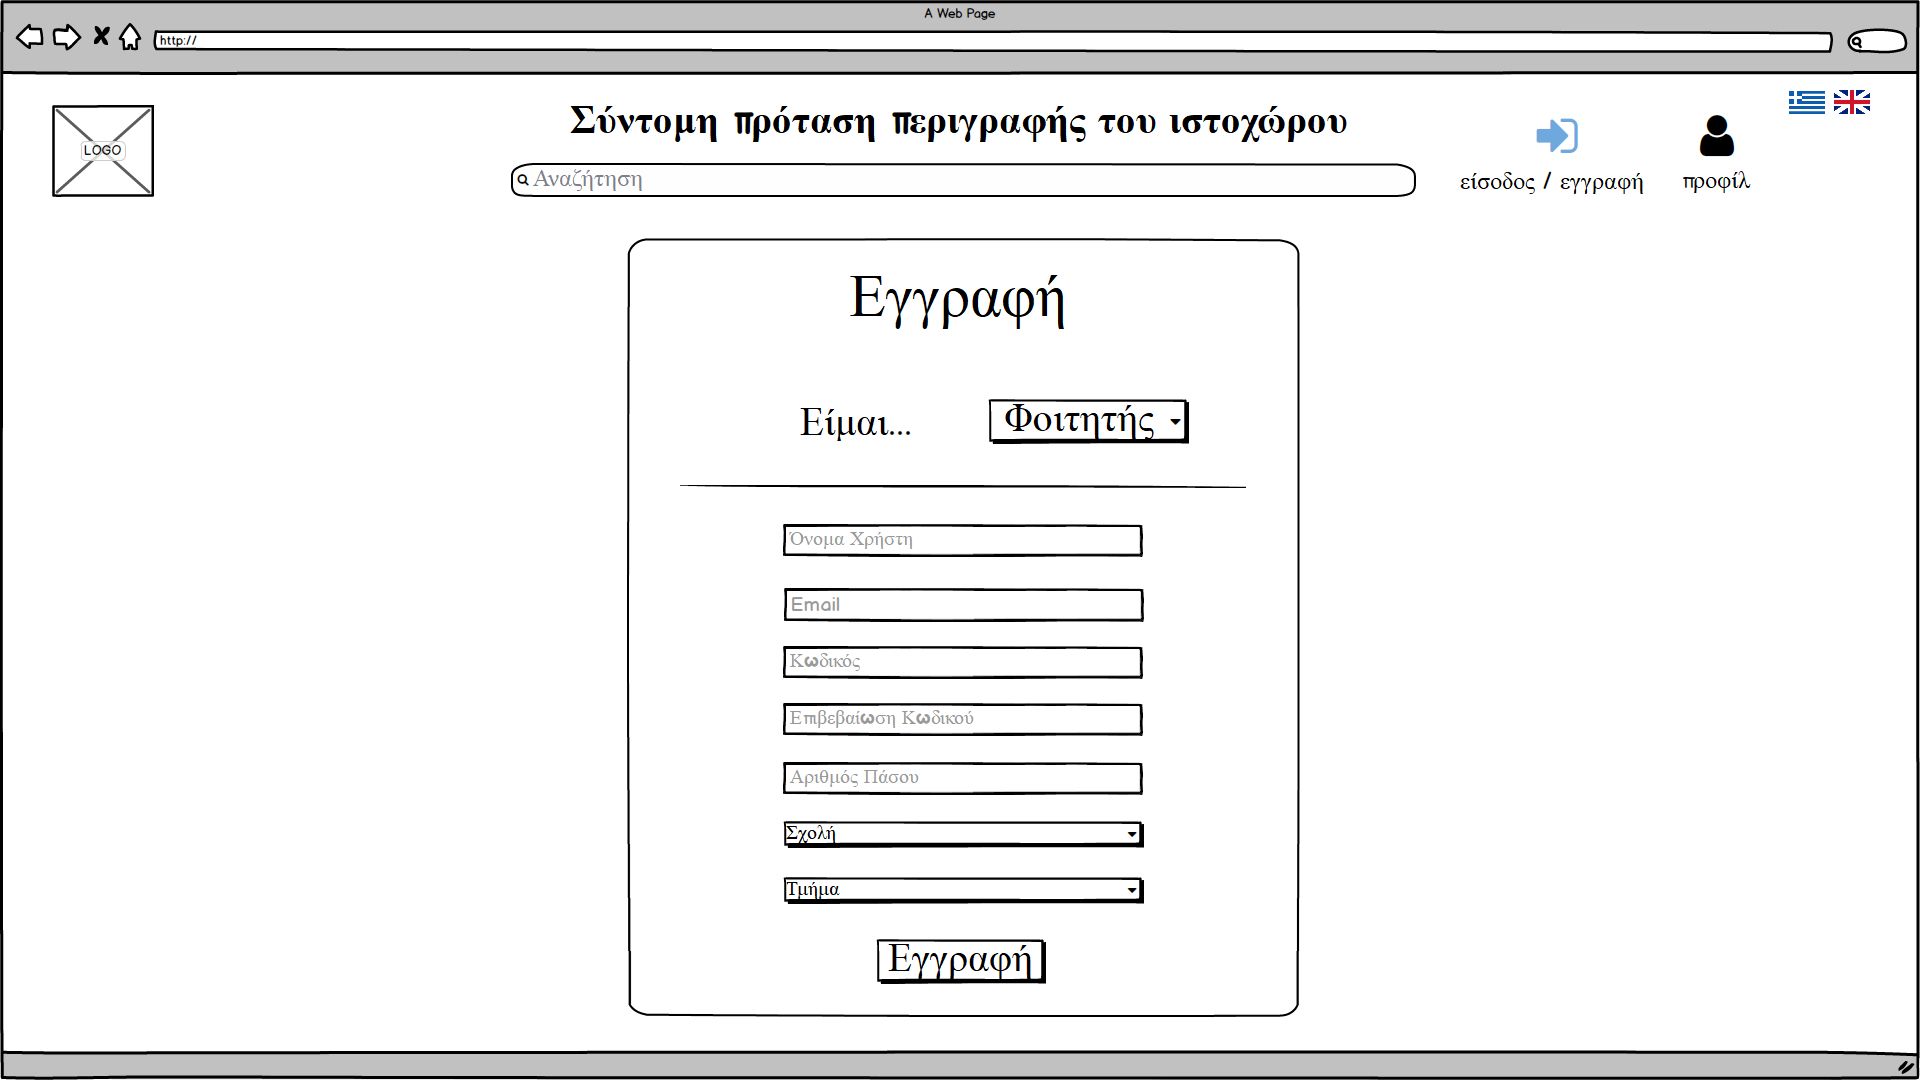 A Web Page
http://
LOGO
Σύντομη πρόταση περιγραφής του ιστοχώρου
Αναζήτηση
είσοδος / εγγραφή
προφίλ
Εγγραφή
Είμαι...
Φοιτητής
Όνομα Χρήστη
Email
Κωδικός
Επιβεβαίωση Κωδικού
Αριθμός Πάσου
Σχολή
Τμήμα
Εγγραφή